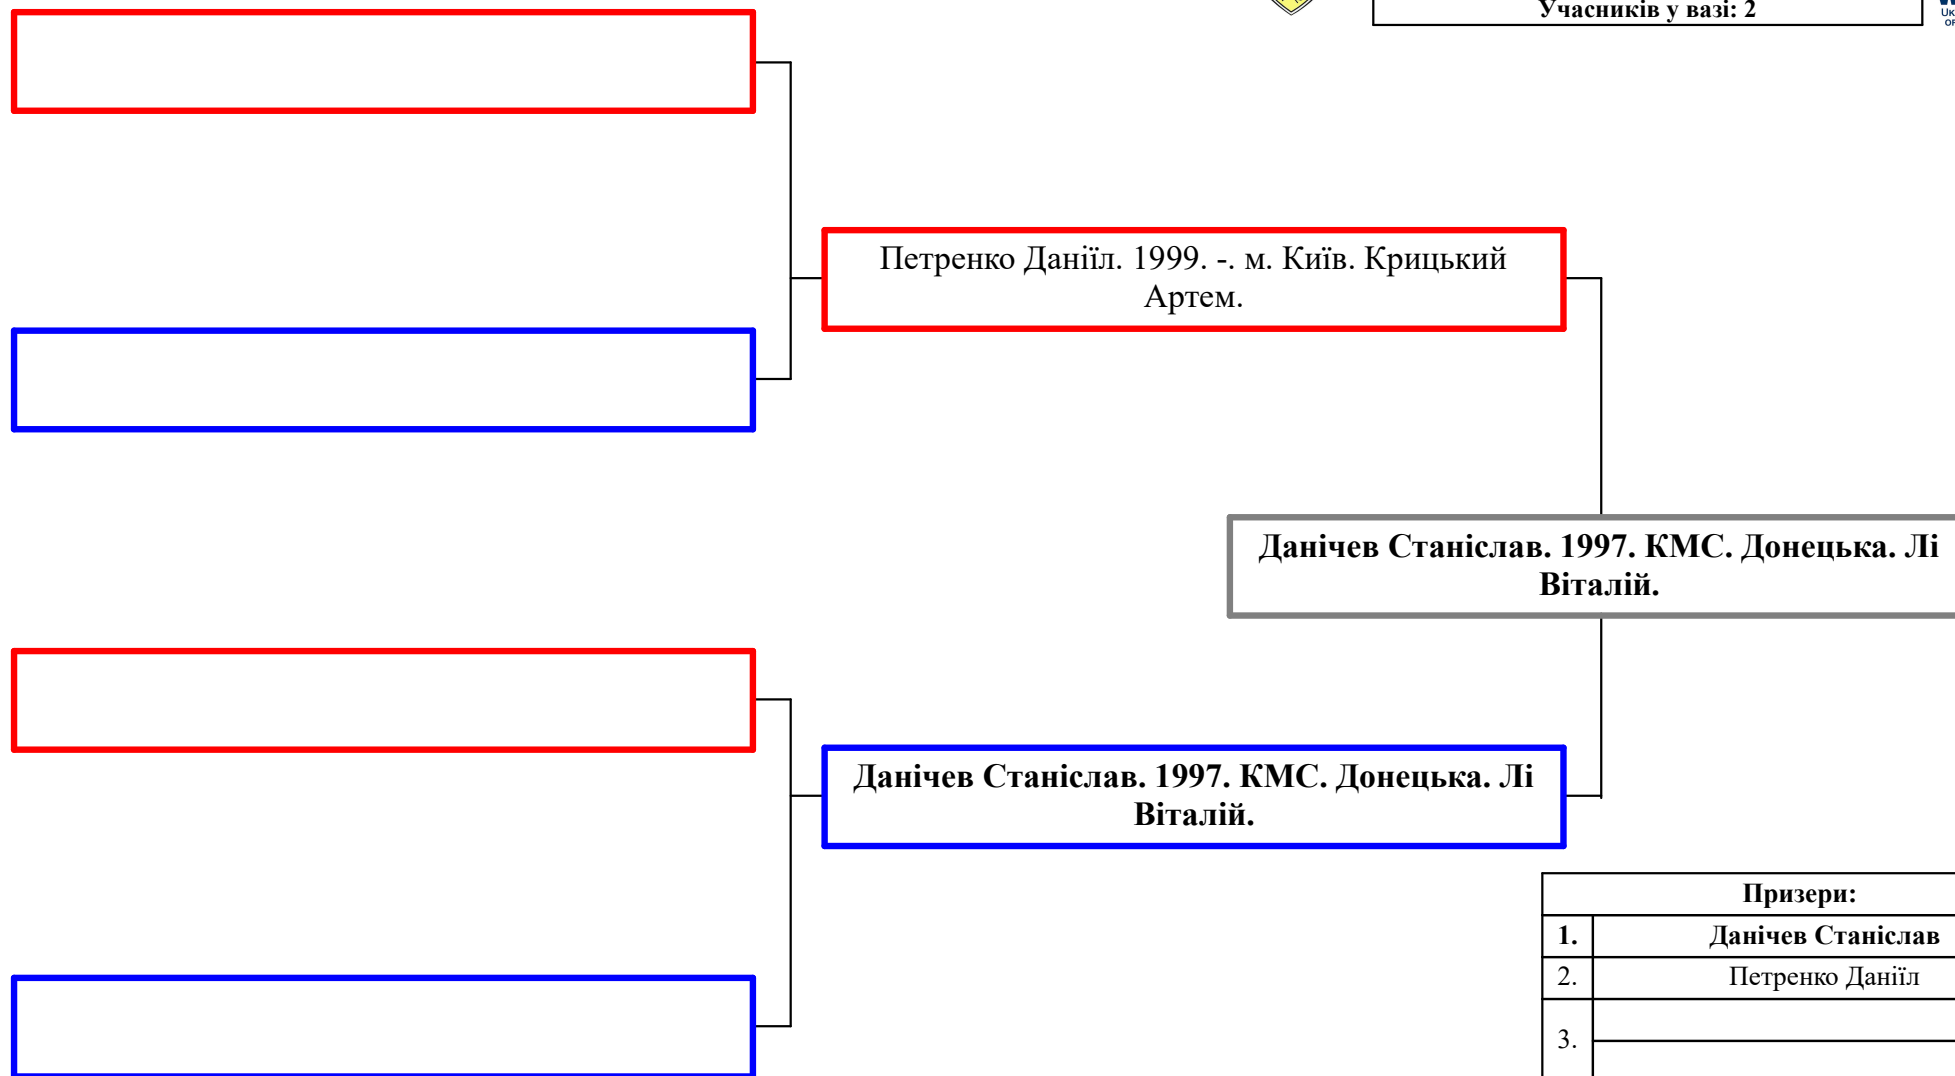 Учасників у вазі: 2
Петренко Даніїл. 1999. -. м. Київ. Крицький
Артем.
Данічев Станіслав. 1997. КМС. Донецька. Лі
Віталій.
Данічев Станіслав. 1997. КМС. Донецька. Лі
Віталій.
Призери:
1. Данічев Станіслав
2. Петренко Даніїл
3.